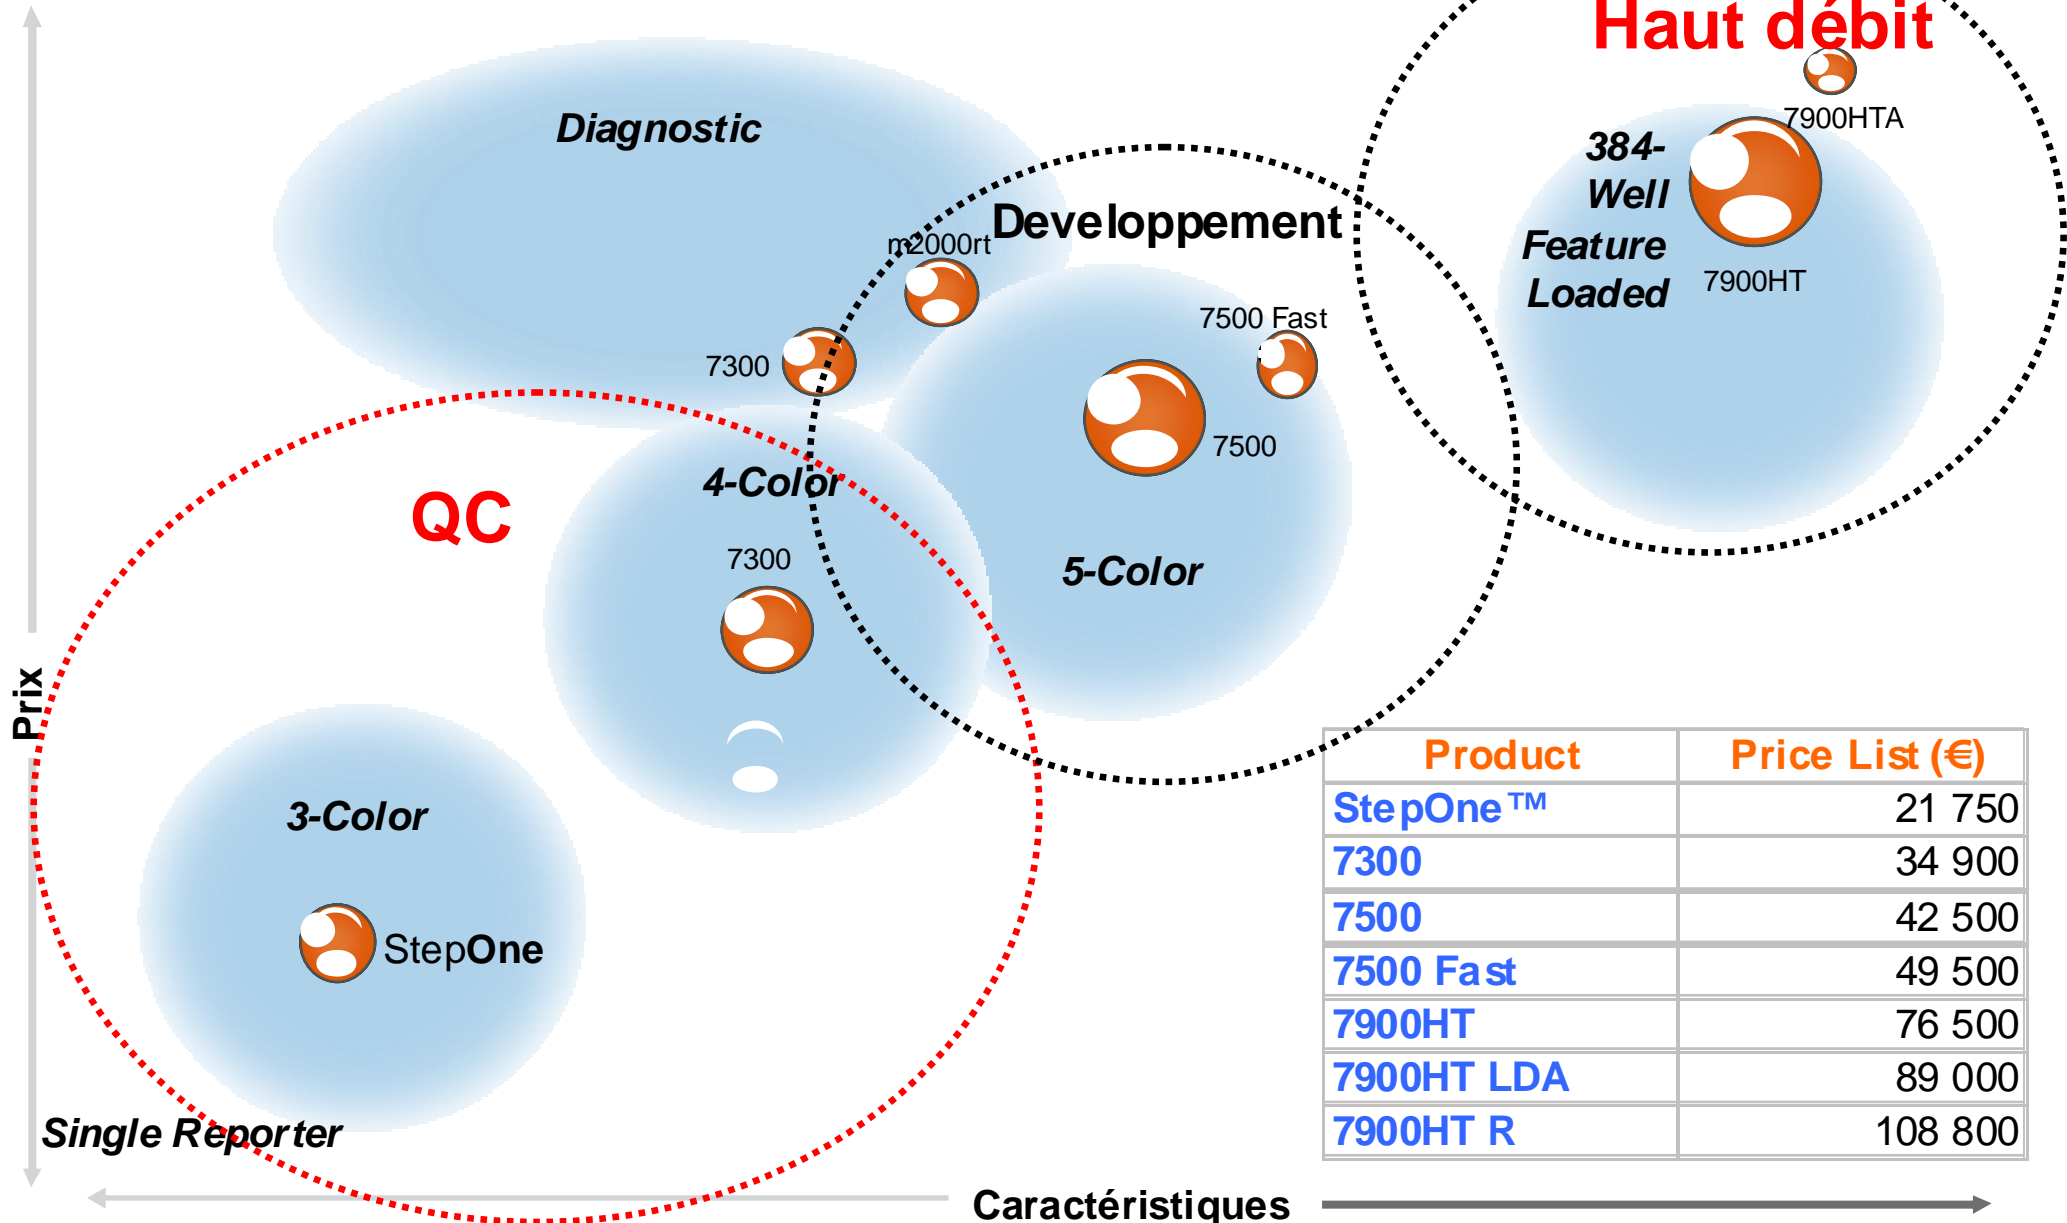 Haut débit
7900HTA
384-
Well
Feature
Loaded
7900HT
Diagnostic
Developpement
m2000rt
7500 Fast
7300
7500
4-Color
QC
7300
5-Color
Prix
3-Color
StepOne
Single Reporter
Caractéristiques
Product Price List (€)
StepOne™ 21 750
7300 34 900
7500 42 500
7500 Fast 49 500
7900HT 76 500
7900HT LDA 89 000
7900HT R 108 800